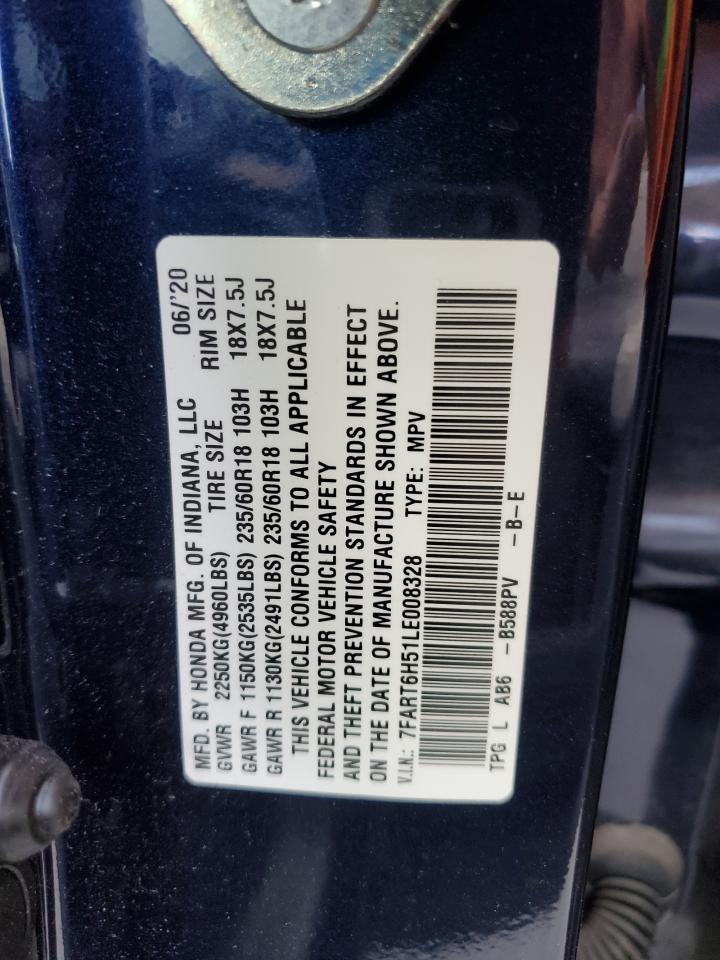 MFD. BY HONDA MFG. OF INDIANA, LLC 06/'20
GVWR 2250KG(4960LBS) TIRE SIZE RIM SIZE
GAWR F 1150KG(2535LBS) 235/60R18 103H 18X7.5J
GAWR R 1130KG(2491LBS) 235/60R18 103H 18X7.5J
THIS VEHICLE CONFORMS TO ALL APPLICABLE
FEDERAL MOTOR VEHICLE SAFETY
AND THEFT PREVENTION STANDARDS IN EFFECT
ON THE DATE OF MANUFACTURE SHOWN ABOVE.
V.I.N.: 7FART6H51LE008328 TYPE: MPV
TPG L AB6 -B588PV -B-E